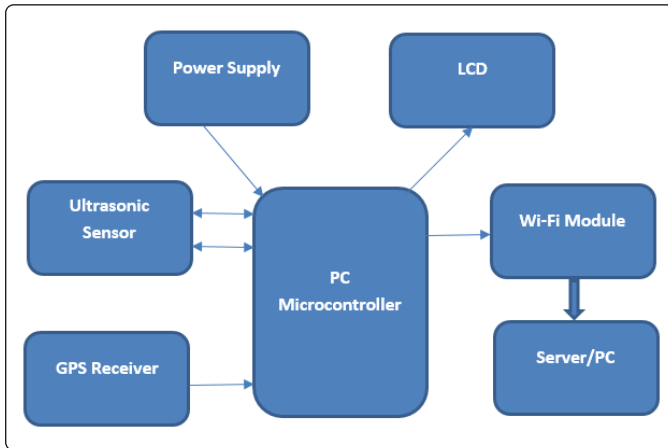 Power Supply
LCD
Ultrasonic
Sensor
Wi-Fi Module
PC
Microcontroller
GPS Receiver
Server/PC